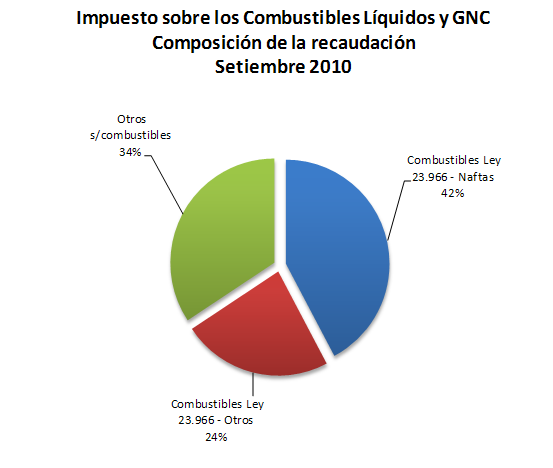 Impuesto sobre los Combustibles Líquidos y GNC
Composición de la recaudación
Setiembre 2010
Otros
s/combustibles
34%
Combustibles Ley
23.966 - Naftas
42%
Combustibles Ley
23.966 - Otros
24%